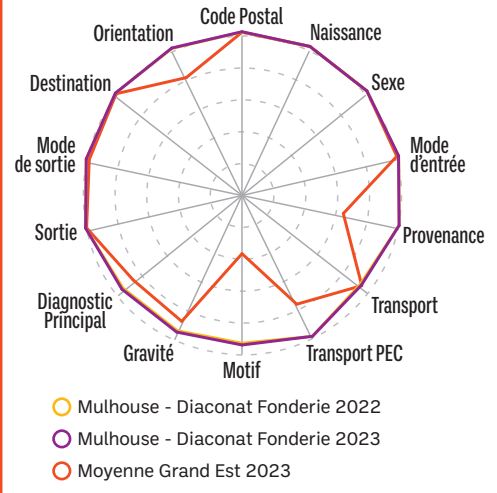 Code Postal
Naissance
Sexe
Mode
d'entrée
Provenance
Transport
Transport PEC
Motif
Gravité
Diagnostic
Principal
Sortie
Mode
de sortie
Destination
Orientation
Mulhouse - Diaconat Fonderie 2022
Mulhouse - Diaconat Fonderie 2023
Moyenne Grand Est 2023